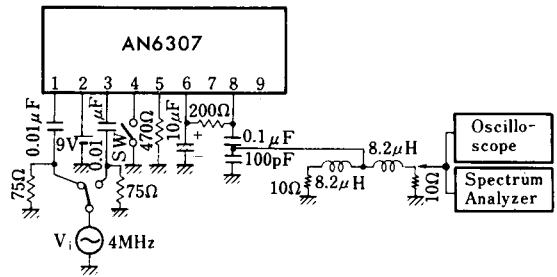 AN6307
1 2 3 4 5 6 7 8 9
0.01μF
9V
0.01 μF
SW
470Ω
10μF
+
−
200Ω
0.1μF
100pF
8.2μH
8.2μH
10Ω
10Ω
75Ω
75Ω
Vi
4MHz
Oscillo-
scope
Spectrum
Analyzer